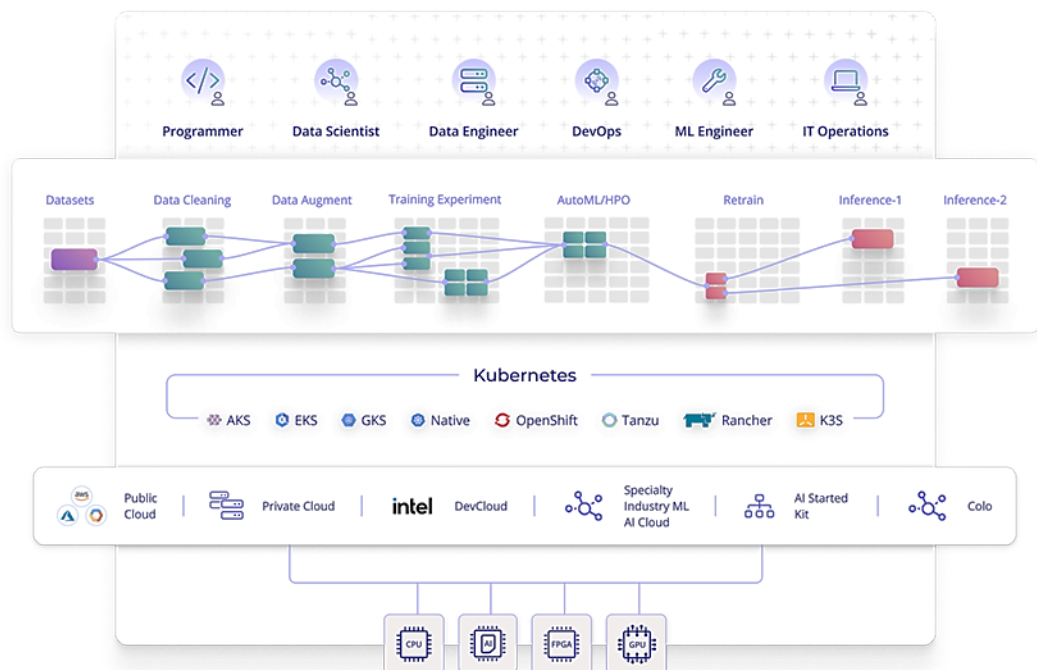 Programmer
Data Scientist
Data Engineer
DevOps
ML Engineer
IT Operations
Datasets
Data Cleaning
Data Augment
Training Experiment
AutoML/HPO
Retrain
Inference-1
Inference-2
Kubernetes
AKS
EKS
GKS
Native
OpenShift
Tanzu
Rancher
K3S
aws
Public
Cloud
Private Cloud
intel
DevCloud
Specialty
Industry ML
AI Cloud
AI Started
Kit
Colo
CPU
AI
FPGA
GPU